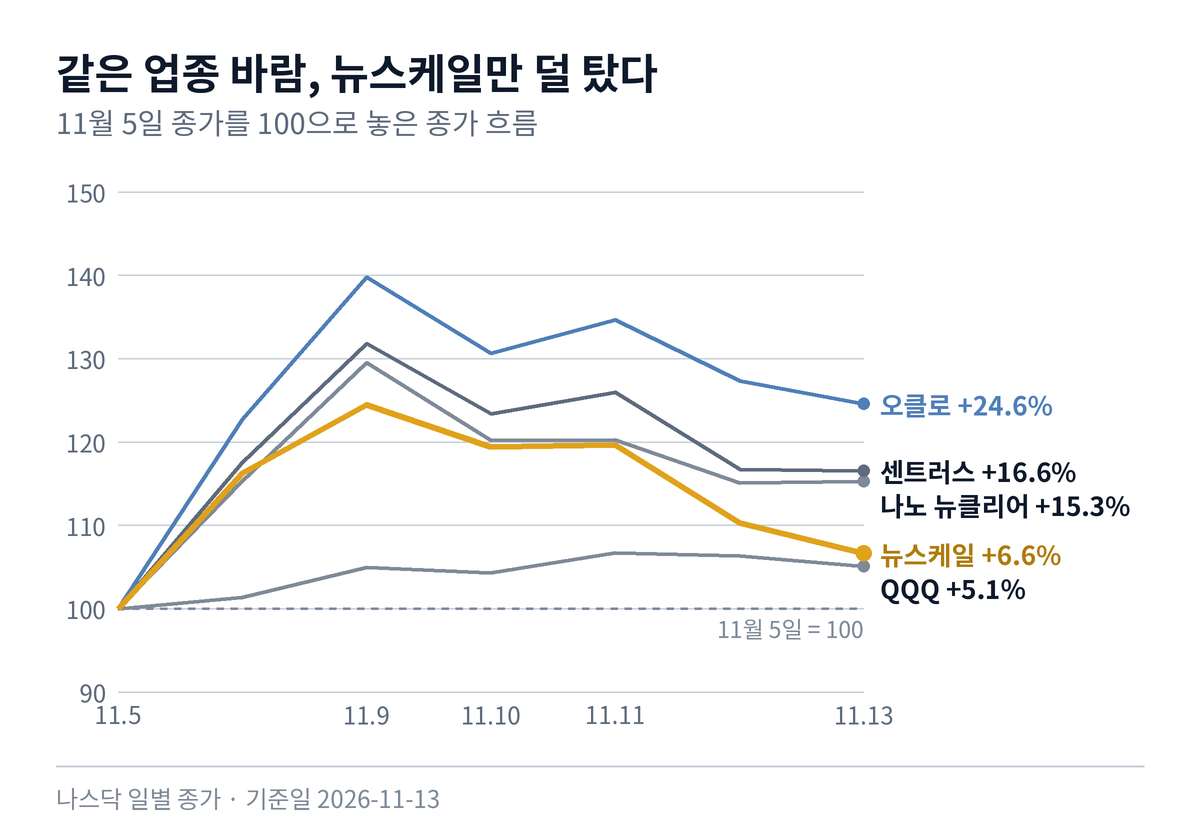 같은 업종 바람, 뉴스케일만 덜 탔다
11월 5일 종가를 100으로 놓은 종가 흐름
150
140
130
120
110
100
90
오클로 +24.6%
센트러스 +16.6%
나노 뉴클리어 +15.3%
뉴스케일 +6.6%
QQQ +5.1%
11월 5일 = 100
11.5
11.9
11.10
11.11
11.13
나스닥 일별 종가 · 기준일 2026-11-13